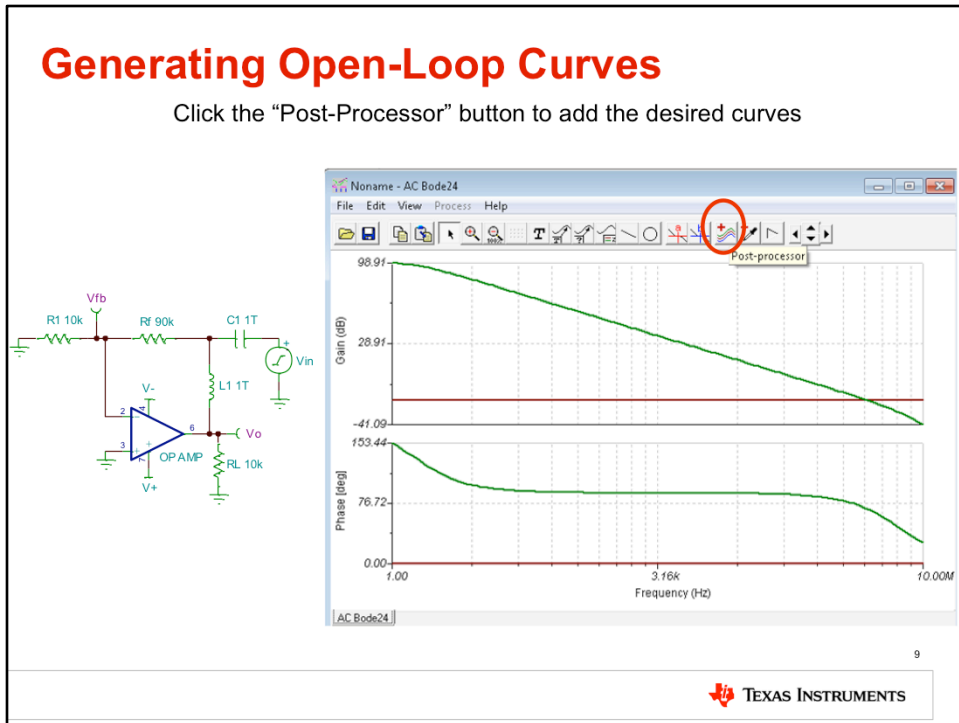 Generating Open-Loop Curves
Click the “Post-Processor” button to add the desired curves
Noname - AC Bode24
File Edit View Process Help
T
Post-processor
98.91
28.91
-41.09
Gain (dB)
153.44
76.72
0.00
Phase [deg]
1.00
3.16k
10.00M
Frequency (Hz)
AC Bode24
Vfb
R1 10k
Rf 90k
C1 1T
+
Vin
L1 1T
V-
2
4
6
Vo
3
7
OPAMP
RL 10k
V+
9
TEXAS INSTRUMENTS